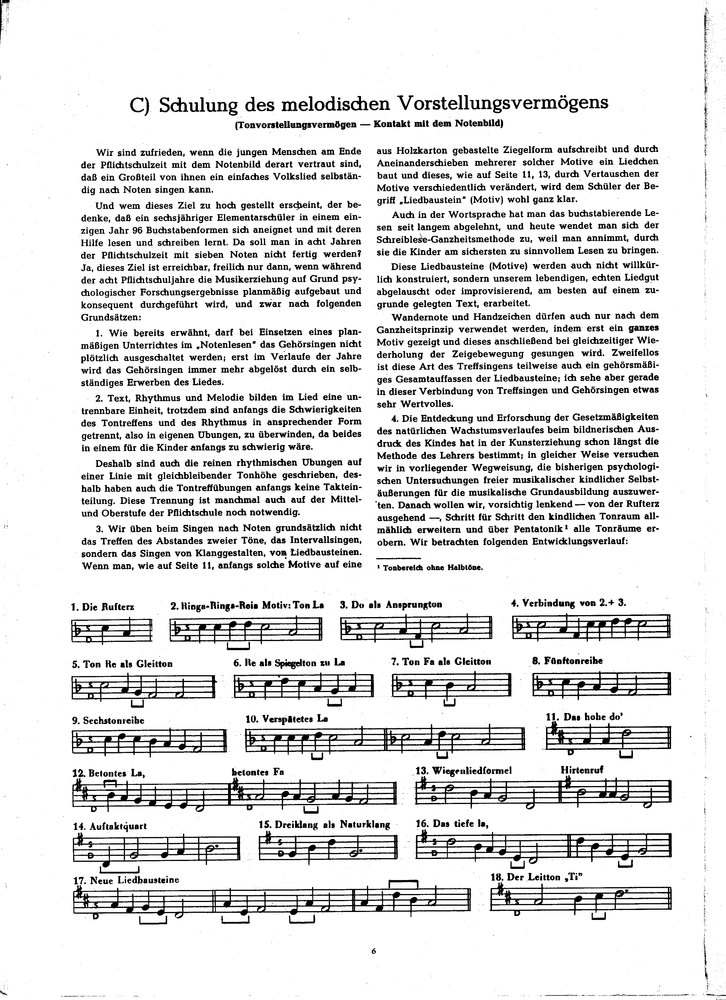 C) Schulung des melodischen Vorstellungsvermögens
(Tonvorstellungsvermögen — Kontakt mit dem Notenbild)
Wir sind zufrieden, wenn die jungen Menschen am Ende
der Pflichtschulzeit mit dem Notenbild derart vertraut sind,
daß ein Großteil von ihnen ein einfaches Volkslied selbstän-
dig nach Noten singen kann.
Und wem dieses Ziel zu hoch gestellt erscheint, der be-
denke, daß ein sechsjähriger Elementarschüler in einem ein-
zigen Jahr 96 Buchstabenformen sich aneignet und mit deren
Hilfe lesen und schreiben lernt. Da soll man in acht Jahren
der Pflichtschulzeit mit sieben Noten nicht fertig werden?
Ja, dieses Ziel ist erreichbar, freilich nur dann, wenn während
der acht Pflichtschuljahre die Musikerziehung auf Grund psy-
chologischer Forschungsergebnisse planmäßig aufgebaut und
konsequent durchgeführt wird, und zwar nach folgenden
Grundsätzen:
1. Wie bereits erwähnt, darf bei Einsetzen eines plan-
mäßigen Unterrichtes im „Notenlesen" das Gehörsingen nicht
plötzlich ausgeschaltet werden; erst im Verlaufe der Jahre
wird das Gehörsingen immer mehr abgelöst durch ein selb-
ständiges Erwerben des Liedes.
2. Text, Rhythmus und Melodie bilden im Lied eine un-
trennbare Einheit, trotzdem sind anfangs die Schwierigkeiten
des Tontreffens und des Rhythmus in ansprechender Form
getrennt, also in eigenen Übungen, zu überwinden, da beides
in einem für die Kinder anfangs zu schwierig wäre.
Deshalb sind auch die reinen rhythmischen Übungen auf
einer Linie mit gleichbleibender Tonhöhe geschrieben, des-
halb haben auch die Tontreffübungen anfangs keine Taktein-
teilung. Diese Trennung ist manchmal auch auf der Mittel-
und Oberstufe der Pflichtschule noch notwendig.
3. Wir üben beim Singen nach Noten grundsätzlich nicht
das Treffen des Abstandes zweier Töne, das Intervallsingen,
sondern das Singen von Klanggestalten, von Liedbausteinen.
Wenn man, wie auf Seite 11, anfangs solche Motive auf eine
aus Holzkarton gebastelte Ziegelform aufschreibt und durch
Aneinanderschieben mehrerer solcher Motive ein Liedchen
baut und dieses, wie auf Seite 11, 13, durch Vertauschen der
Motive verschiedentlich verändert, wird dem Schüler der Be-
griff „Liedbaustein" (Motiv) wohl ganz klar.
Auch in der Wortsprache hat man das buchstabierende Le-
sen seit langem abgelehnt, und heute wendet man sich der
Schreiblese-Ganzheitsmethode zu, weil man annimmt, durch
sie die Kinder am sichersten zu sinnvollem Lesen zu bringen.
Diese Liedbausteine (Motive) werden auch nicht willkür-
lich konstruiert, sondern unserem lebendigen, echten Liedgut
abgelauscht oder improvisierend, am besten auf einem zu-
grunde gelegten Text, erarbeitet.
Wandernote und Handzeichen dürfen auch nur nach dem
Ganzheitsprinzip verwendet werden, indem erst ein ganzes
Motiv gezeigt und dieses anschließend bei gleichzeitiger Wie-
derholung der Zeigebewegung gesungen wird. Zweifellos
ist diese Art des Treffsingens teilweise auch ein gehörsmäßi-
ges Gesamtauffassen der Liedbausteine; ich sehe aber gerade
in dieser Verbindung von Treffsingen und Gehörsingen etwas
sehr Wertvolles.
4. Die Entdeckung und Erforschung der Gesetzmäßigkeiten
des natürlichen Wachstumsverlaufes beim bildnerischen Aus-
druck des Kindes hat in der Kunsterziehung schon längst die
Methode des Lehrers bestimmt; in gleicher Weise versuchen
wir in vorliegender Wegweisung, die bisherigen psychologi-
schen Untersuchungen freier musikalischer kindlicher Selbst-
äußerungen für die musikalische Grundausbildung auszuwer-
ten. Danach wollen wir, vorsichtig lenkend — von der Rufterz
ausgehend —, Schritt für Schritt den kindlichen Tonraum all-
mählich erweitern und über Pentatonik¹ alle Tonräume er-
obern. Wir betrachten folgenden Entwicklungsverlauf:
¹ Tonbereich ohne Halbtöne.
1. Die Rufterz 2. Ringa-Ringa-Reia Motiv: Ton La 3. Do als Ansprungton 4. Verbindung von 2.+ 3.
S D S D S D S D
5. Ton Re als Gleitton 6. Re als Spiegelton zu La 7. Ton Fa als Gleitton 8. Fünftonreihe
S D S D S D S D
9. Sechstonreihe 10. Verspätetes La 11. Das hohe do'
S D S D S D
12. Betontes La, betontes Fa 13. Wiegenliedformel Hirtenruf
S D S D S D
14. Auftaktquart 15. Dreiklang als Naturklang 16. Das tiefe la,
S D S D S D
17. Neue Liedbausteine 18. Der Leitton „Ti"
S D S D
6